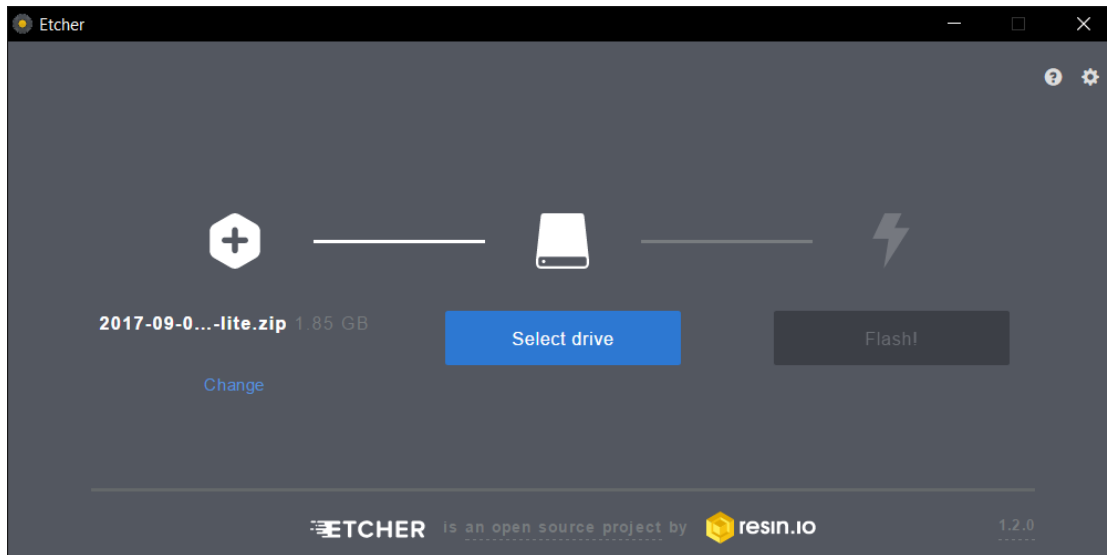 Etcher
2017-09-0...-lite.zip 1.85 GB
Change
Select drive
Flash!
ETCHER is an open source project by resin.io 1.2.0